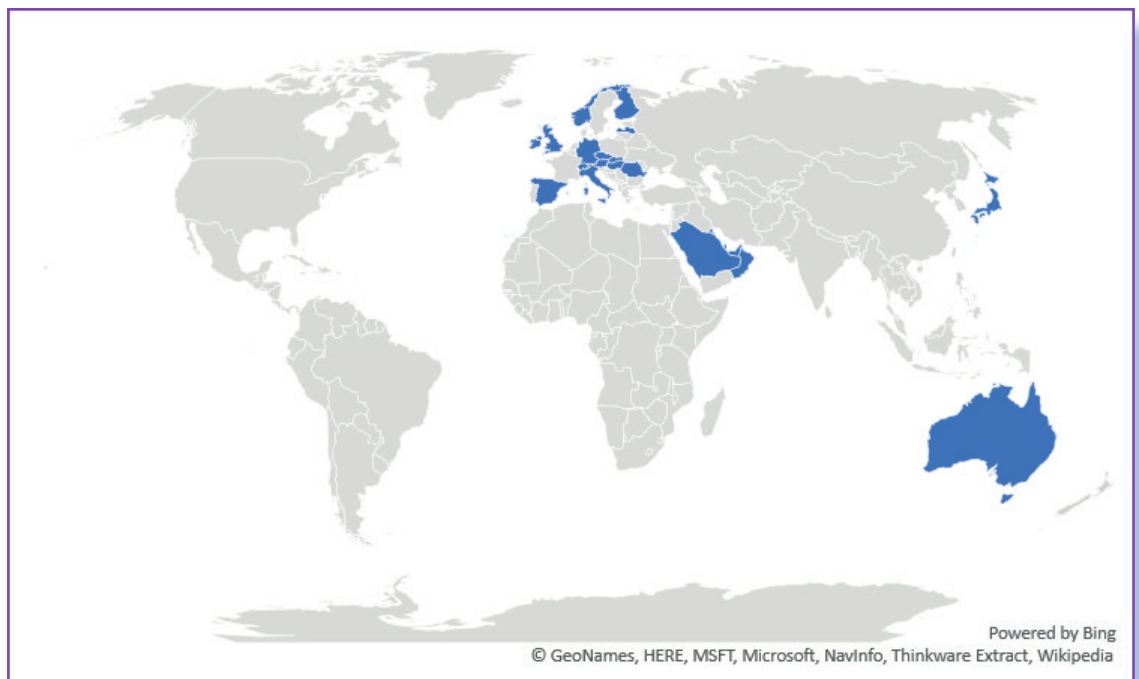 Powered by Bing
© GeoNames, HERE, MSFT, Microsoft, NavInfo, Thinkware Extract, Wikipedia